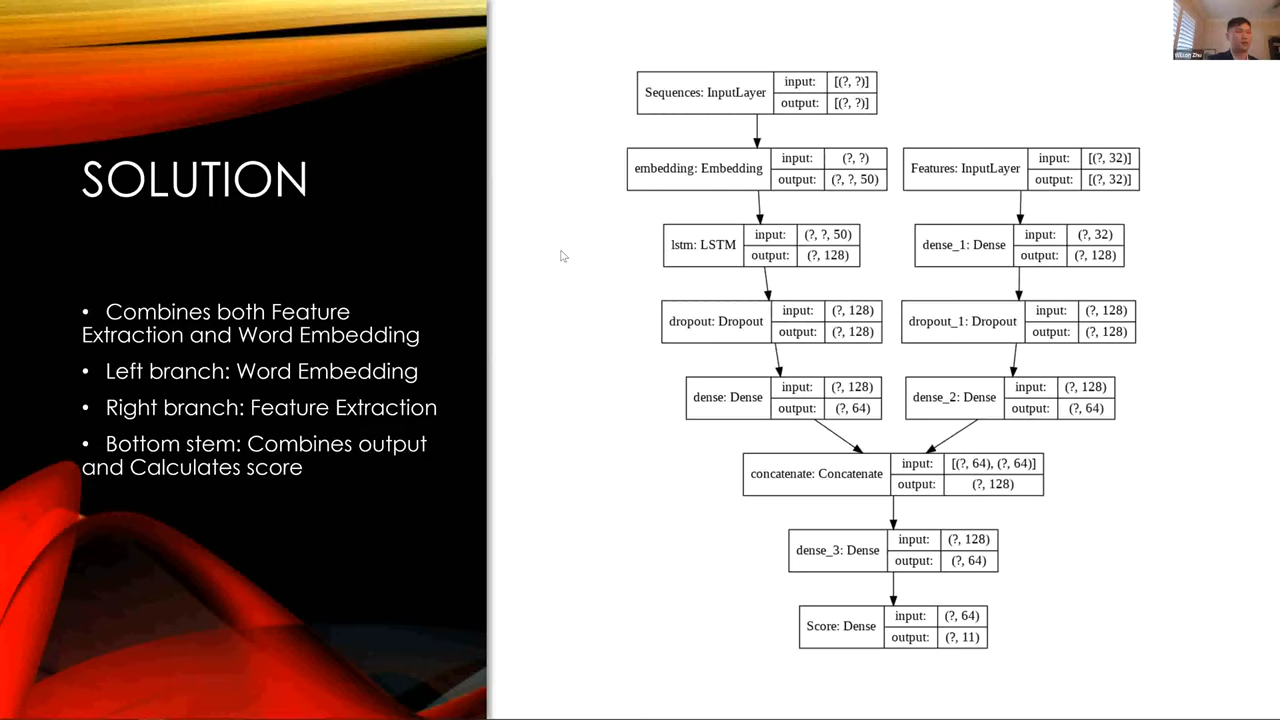 SOLUTION
• Combines both Feature
Extraction and Word Embedding
• Left branch: Word Embedding
• Right branch: Feature Extraction
• Bottom stem: Combines output
and Calculates score
Sequences: InputLayer
input: [(?, ?)]
output: [(?, ?)]
embedding: Embedding
input: (?, ?)
output: (?, ?, 50)
Features: InputLayer
input: [(?, 32)]
output: [(?, 32)]
lstm: LSTM
input: (?, ?, 50)
output: (?, 128)
dense_1: Dense
input: (?, 32)
output: (?, 128)
dropout: Dropout
input: (?, 128)
output: (?, 128)
dropout_1: Dropout
input: (?, 128)
output: (?, 128)
dense: Dense
input: (?, 128)
output: (?, 64)
dense_2: Dense
input: (?, 128)
output: (?, 64)
concatenate: Concatenate
input: [(?, 64), (?, 64)]
output: (?, 128)
dense_3: Dense
input: (?, 128)
output: (?, 64)
Score: Dense
input: (?, 64)
output: (?, 11)
Zhu